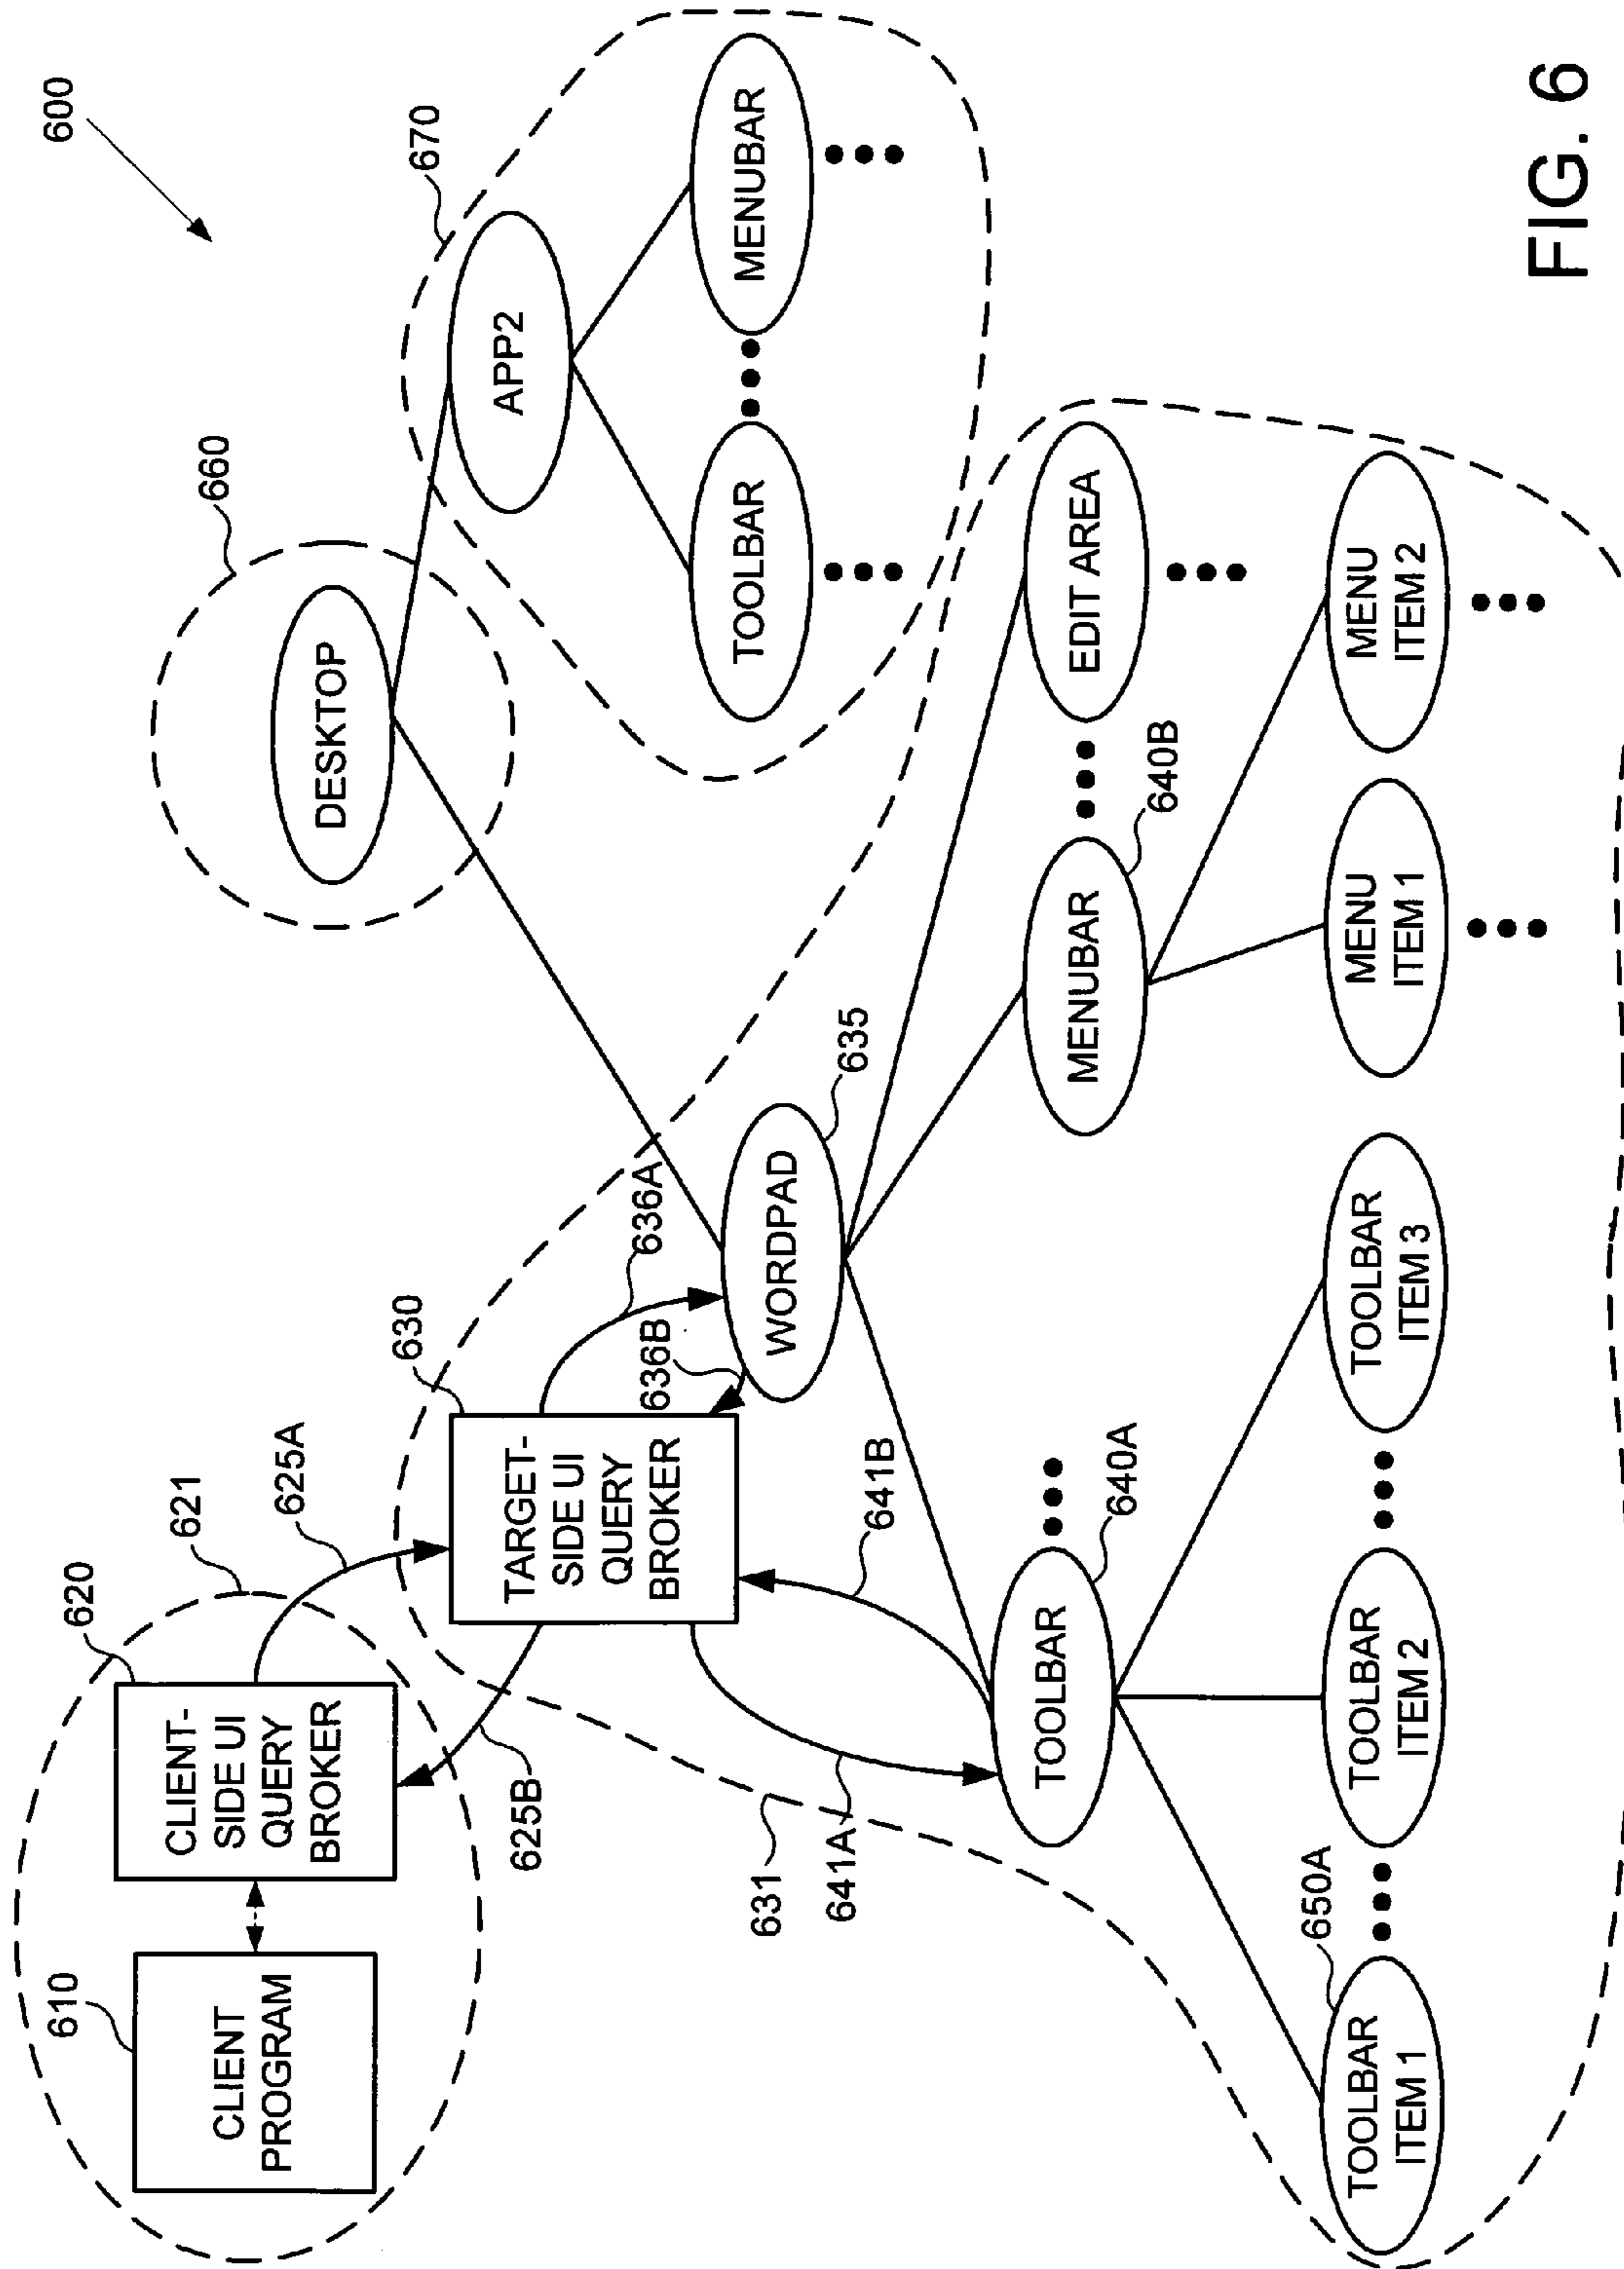 600
610
CLIENT
PROGRAM
620
CLIENT-
SIDE UI
QUERY
BROKER
621
625A
625B
630
TARGET-
SIDE UI
QUERY
BROKER
631
636A
636B
641A
641B
660
DESKTOP
670
APP2
TOOLBAR
MENUBAR
WORDPAD
635
TOOLBAR
640A
MENUBAR
640B
EDIT AREA
650A
TOOLBAR
ITEM 1
TOOLBAR
ITEM 2
TOOLBAR
ITEM 3
MENU
ITEM 1
MENU
ITEM 2
FIG. 6